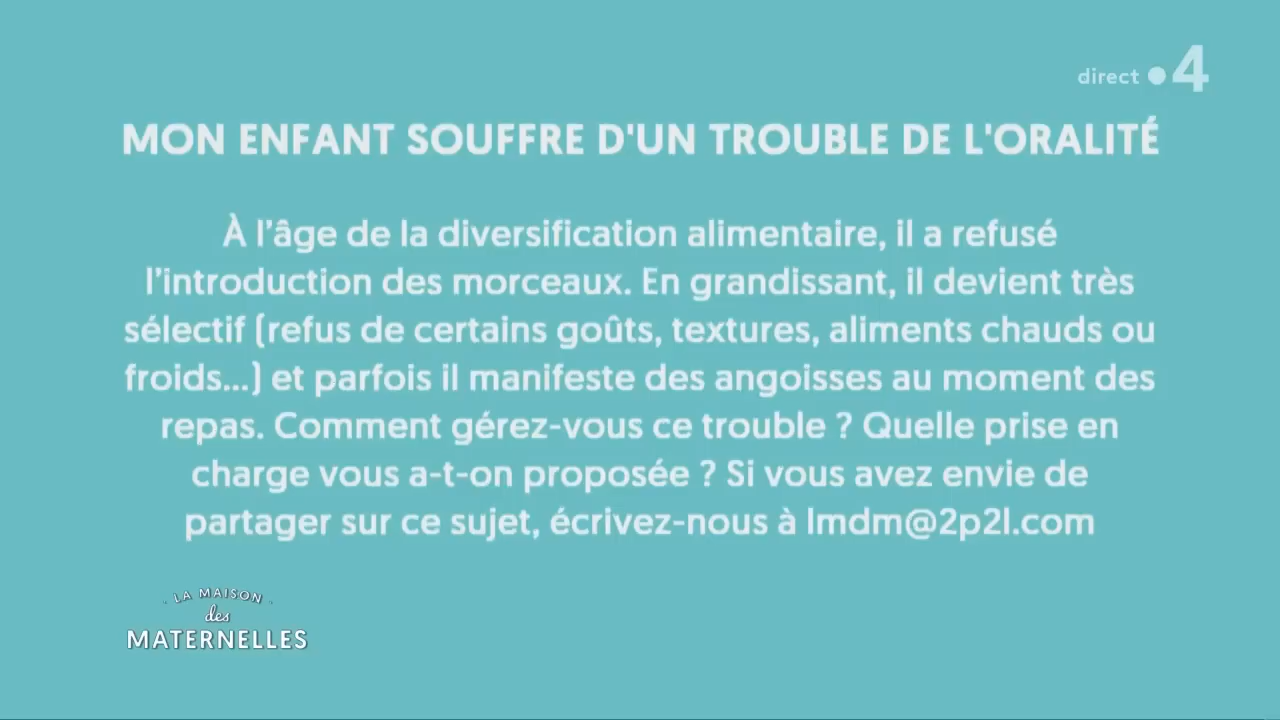 direct •4
MON ENFANT SOUFFRE D'UN TROUBLE DE L'ORALITÉ
À l’âge de la diversification alimentaire, il a refusé
l’introduction des morceaux. En grandissant, il devient très
sélectif (refus de certains goûts, textures, aliments chauds ou
froids...) et parfois il manifeste des angoisses au moment des
repas. Comment gérez-vous ce trouble ? Quelle prise en
charge vous a-t-on proposée ? Si vous avez envie de
partager sur ce sujet, écrivez-nous à lmdm@2p2l.com
LA MAISON
des
MATERNELLES